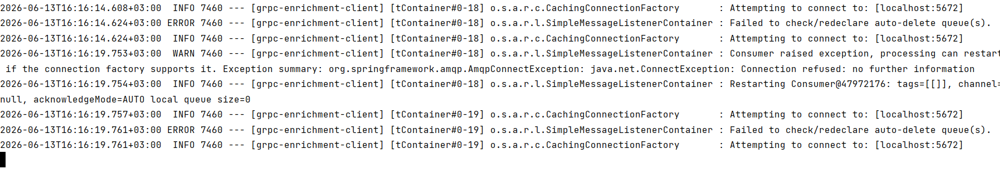 2026-06-13T16:16:14.608+03:00  INFO 7460 --- [grpc-enrichment-client] [tContainer#0-18] o.s.a.r.c.CachingConnectionFactory       : Attempting to connect to: [localhost:5672]
2026-06-13T16:16:14.624+03:00 ERROR 7460 --- [grpc-enrichment-client] [tContainer#0-18] o.s.a.r.l.SimpleMessageListenerContainer : Failed to check/redeclare auto-delete queue(s).
2026-06-13T16:16:14.624+03:00  INFO 7460 --- [grpc-enrichment-client] [tContainer#0-18] o.s.a.r.c.CachingConnectionFactory       : Attempting to connect to: [localhost:5672]
2026-06-13T16:16:19.753+03:00  WARN 7460 --- [grpc-enrichment-client] [tContainer#0-18] o.s.a.r.l.SimpleMessageListenerContainer : Consumer raised exception, processing can restart
 if the connection factory supports it. Exception summary: org.springframework.amqp.AmqpConnectException: java.net.ConnectException: Connection refused: no further information
2026-06-13T16:16:19.754+03:00  INFO 7460 --- [grpc-enrichment-client] [tContainer#0-18] o.s.a.r.l.SimpleMessageListenerContainer : Restarting Consumer@47972176: tags=[[]], channel=
null, acknowledgeMode=AUTO local queue size=0
2026-06-13T16:16:19.757+03:00  INFO 7460 --- [grpc-enrichment-client] [tContainer#0-19] o.s.a.r.c.CachingConnectionFactory       : Attempting to connect to: [localhost:5672]
2026-06-13T16:16:19.761+03:00 ERROR 7460 --- [grpc-enrichment-client] [tContainer#0-19] o.s.a.r.l.SimpleMessageListenerContainer : Failed to check/redeclare auto-delete queue(s).
2026-06-13T16:16:19.761+03:00  INFO 7460 --- [grpc-enrichment-client] [tContainer#0-19] o.s.a.r.c.CachingConnectionFactory       : Attempting to connect to: [localhost:5672]